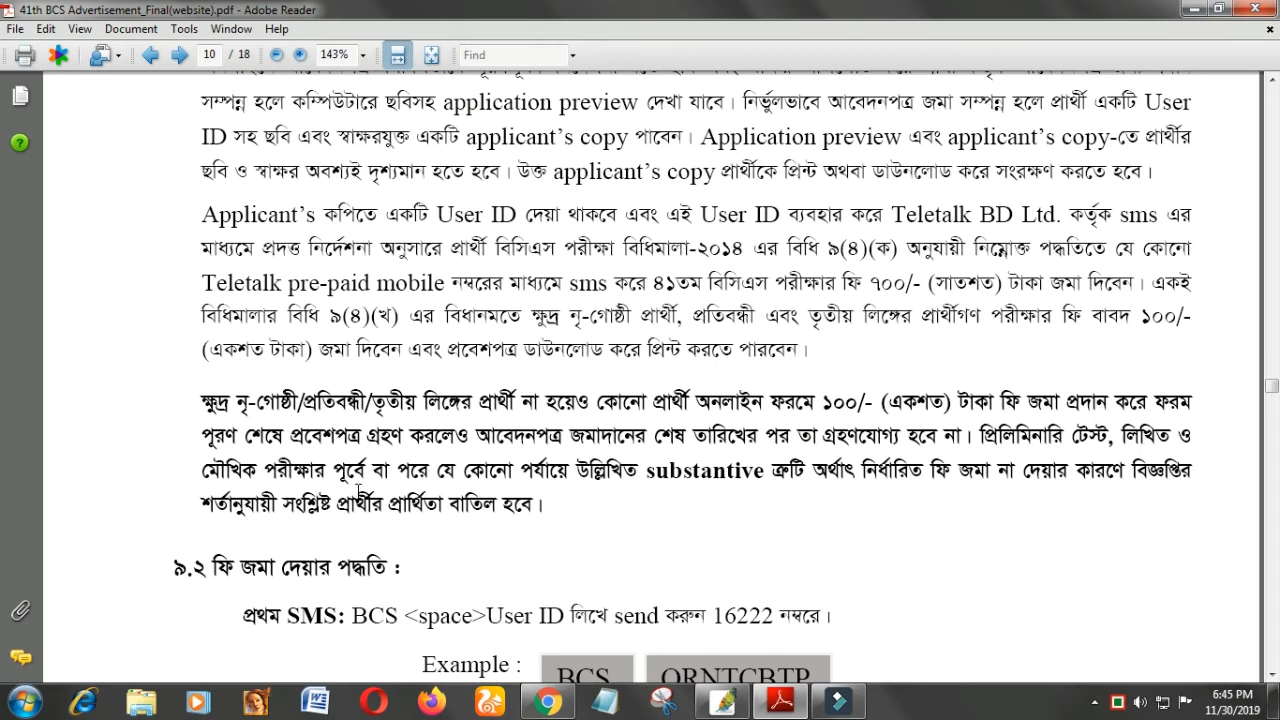 41th BCS Advertisement_Final(website).pdf - Adobe Reader
File Edit View Document Tools Window Help
10 / 18 143% Find
সম্পন্ন হলে কম্পিউটারে ছবিসহ application preview দেখা যাবে। নির্ভুলভাবে আবেদনপত্র জমা সম্পন্ন হলে প্রার্থী একটি User
ID সহ ছবি এবং স্বাক্ষরযুক্ত একটি applicant’s copy পাবেন। Application preview এবং applicant’s copy-তে প্রার্থীর
ছবি ও স্বাক্ষর অবশ্যই দৃশ্যমান হতে হবে। উক্ত applicant’s copy প্রার্থীকে প্রিন্ট অথবা ডাউনলোড করে সংরক্ষণ করতে হবে।
Applicant’s কপিতে একটি User ID দেয়া থাকবে এবং এই User ID ব্যবহার করে Teletalk BD Ltd. কর্তৃক sms এর
মাধ্যমে প্রদত্ত নির্দেশনা অনুসারে প্রার্থী বিসিএস পরীক্ষা বিধিমালা-২০১৪ এর বিধি ৯(৪)(ক) অনুযায়ী নিম্নোক্ত পদ্ধতিতে যে কোনো
Teletalk pre-paid mobile নম্বরের মাধ্যমে sms করে ৪১তম বিসিএস পরীক্ষার ফি ৭০০/- (সাতশত) টাকা জমা দিবেন। একই
বিধিমালার বিধি ৯(৪)(খ) এর বিধানমতে ক্ষুদ্র নৃ-গোষ্ঠী প্রার্থী, প্রতিবন্ধী এবং তৃতীয় লিঙ্গের প্রার্থীগণ পরীক্ষার ফি বাবদ ১০০/-
(একশত টাকা) জমা দিবেন এবং প্রবেশপত্র ডাউনলোড করে প্রিন্ট করতে পারবেন।
ক্ষুদ্র নৃ-গোষ্ঠী/প্রতিবন্ধী/তৃতীয় লিঙ্গের প্রার্থী না হয়েও কোনো প্রার্থী অনলাইন ফরমে ১০০/- (একশত) টাকা ফি জমা প্রদান করে ফরম
পূরণ শেষে প্রবেশপত্র গ্রহণ করলেও আবেদনপত্র জমাদানের শেষ তারিখের পর তা গ্রহণযোগ্য হবে না। প্রিলিমিনারি টেস্ট, লিখিত ও
মৌখিক পরীক্ষার পূর্বে বা পরে যে কোনো পর্যায়ে উল্লিখিত substantive ত্রুটি অর্থাৎ নির্ধারিত ফি জমা না দেয়ার কারণে বিজ্ঞপ্তির
শর্তানুযায়ী সংশ্লিষ্ট প্রার্থীর প্রার্থিতা বাতিল হবে।
৯.২ ফি জমা দেয়ার পদ্ধতি :
প্রথম SMS: BCS <space>User ID লিখে send করুন 16222 নম্বরে।
Example : BCS QRNTCBTP
6:45 PM
11/30/2019